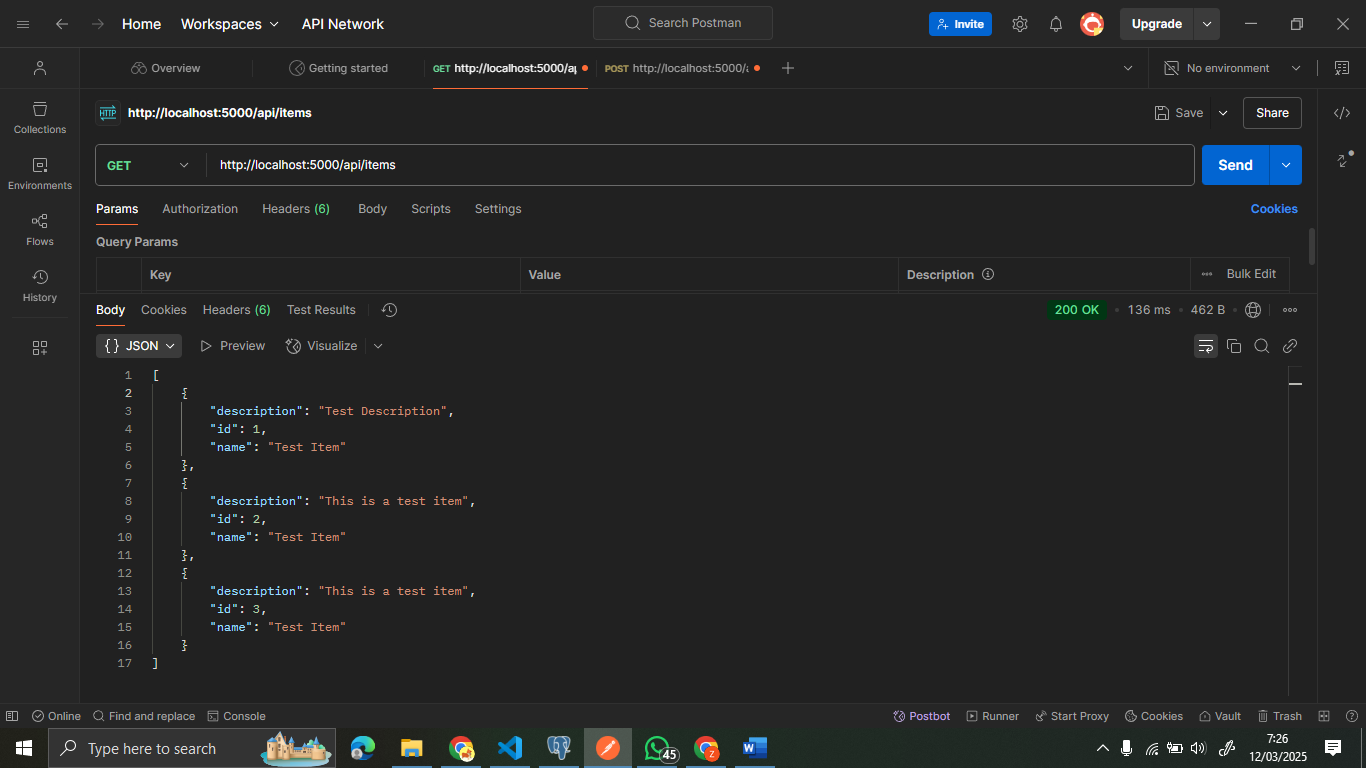 Home Workspaces API Network Search Postman Invite Upgrade
Overview Getting started GET http://localhost:5000/ap POST http://localhost:5000/a No environment
HTTP http://localhost:5000/api/items Save Share
GET http://localhost:5000/api/items Send
Collections
Environments
Flows
History
Params Authorization Headers (6) Body Scripts Settings Cookies
Query Params
Key Value Description Bulk Edit
Body Cookies Headers (6) Test Results 200 OK 136 ms 462 B
{ } JSON Preview Visualize
1 [
2 {
3 "description": "Test Description",
4 "id": 1,
5 "name": "Test Item"
6 },
7 {
8 "description": "This is a test item",
9 "id": 2,
10 "name": "Test Item"
11 },
12 {
13 "description": "This is a test item",
14 "id": 3,
15 "name": "Test Item"
16 }
17 ]
Online Find and replace Console Postbot Runner Start Proxy Cookies Vault Trash
Type here to search 45 Z 7:26
12/03/2025